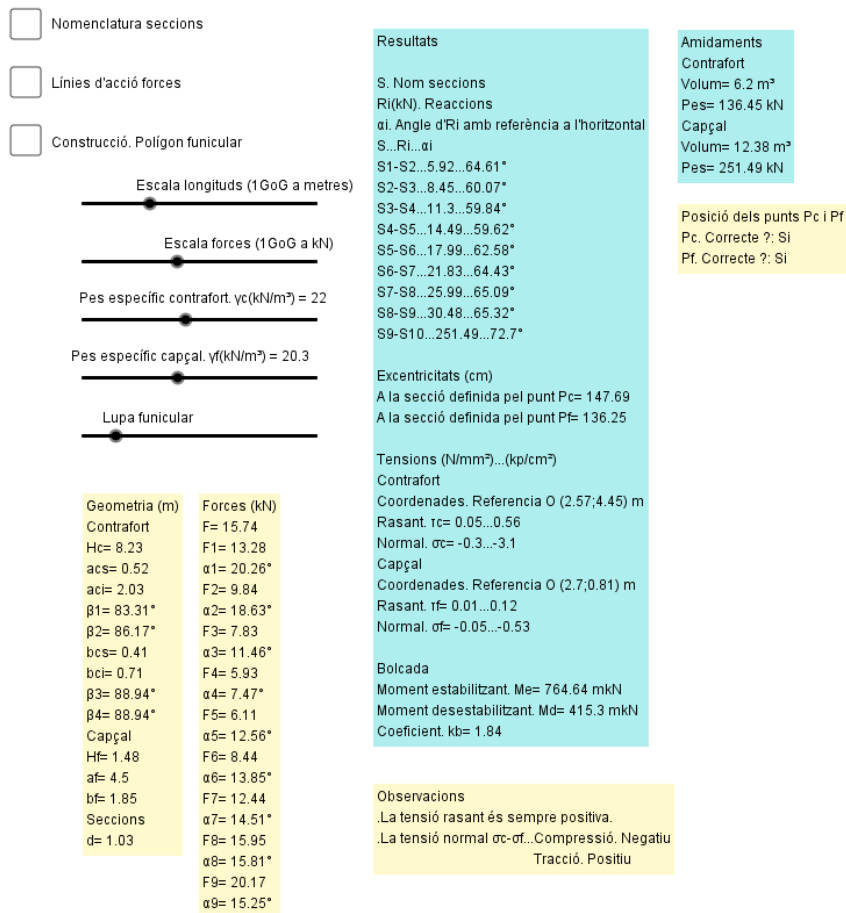 Nomenclatura seccions
Línies d'acció forces
Construcció. Polígon funicular
Escala longituds (1GoG a metres)
Escala forces (1GoG a kN)
Pes específic contrafort. γc(kN/m³) = 22
Pes específic capçal. γf(kN/m³) = 20.3
Lupa funicular
Geometria (m)
Contrafort
Hc= 8.23
acs= 0.52
aci= 2.03
β1= 83.31°
β2= 86.17°
bcs= 0.41
bci= 0.71
β3= 88.94°
β4= 88.94°
Capçal
Hf= 1.48
af= 4.5
bf= 1.85
Seccions
d= 1.03
Forces (kN)
F= 15.74
F1= 13.28
α1= 20.26°
F2= 9.84
α2= 18.63°
F3= 7.83
α3= 11.46°
F4= 5.93
α4= 7.47°
F5= 6.11
α5= 12.56°
F6= 8.44
α6= 13.85°
F7= 12.44
α7= 14.51°
F8= 15.95
α8= 15.81°
F9= 20.17
α9= 15.25°
Resultats
S. Nom seccions
Ri(kN). Reaccions
αi. Angle d'Ri amb referència a l'horitzontal
S...Ri...αi
S1-S2...5.92...64.61°
S2-S3...8.45...60.07°
S3-S4...11.3...59.84°
S4-S5...14.49...59.62°
S5-S6...17.99...62.58°
S6-S7...21.83...64.43°
S7-S8...25.99...65.09°
S8-S9...30.48...65.32°
S9-S10...251.49...72.7°
Excentricitats (cm)
A la secció definida pel punt Pc= 147.69
A la secció definida pel punt Pf= 136.25
Tensions (N/mm²)...(kp/cm²)
Contrafort
Coordenades. Referencia O (2.57;4.45) m
Rasant. τc= 0.05...0.56
Normal. σc= -0.3...-3.1
Capçal
Coordenades. Referencia O (2.7;0.81) m
Rasant. τf= 0.01...0.12
Normal. σf= -0.05...-0.53
Bolcada
Moment estabilitzant. Me= 764.64 mkN
Moment desestabilitzant. Md= 415.3 mkN
Coeficient. kb= 1.84
Observacions
.La tensió rasant és sempre positiva.
.La tensió normal σc-σf...Compressió. Negatiu
Tracció. Positiu
Amidaments
Contrafort
Volum= 6.2 m³
Pes= 136.45 kN
Capçal
Volum= 12.38 m³
Pes= 251.49 kN
Posició dels punts Pc i Pf
Pc. Correcte ?: Si
Pf. Correcte ?: Si